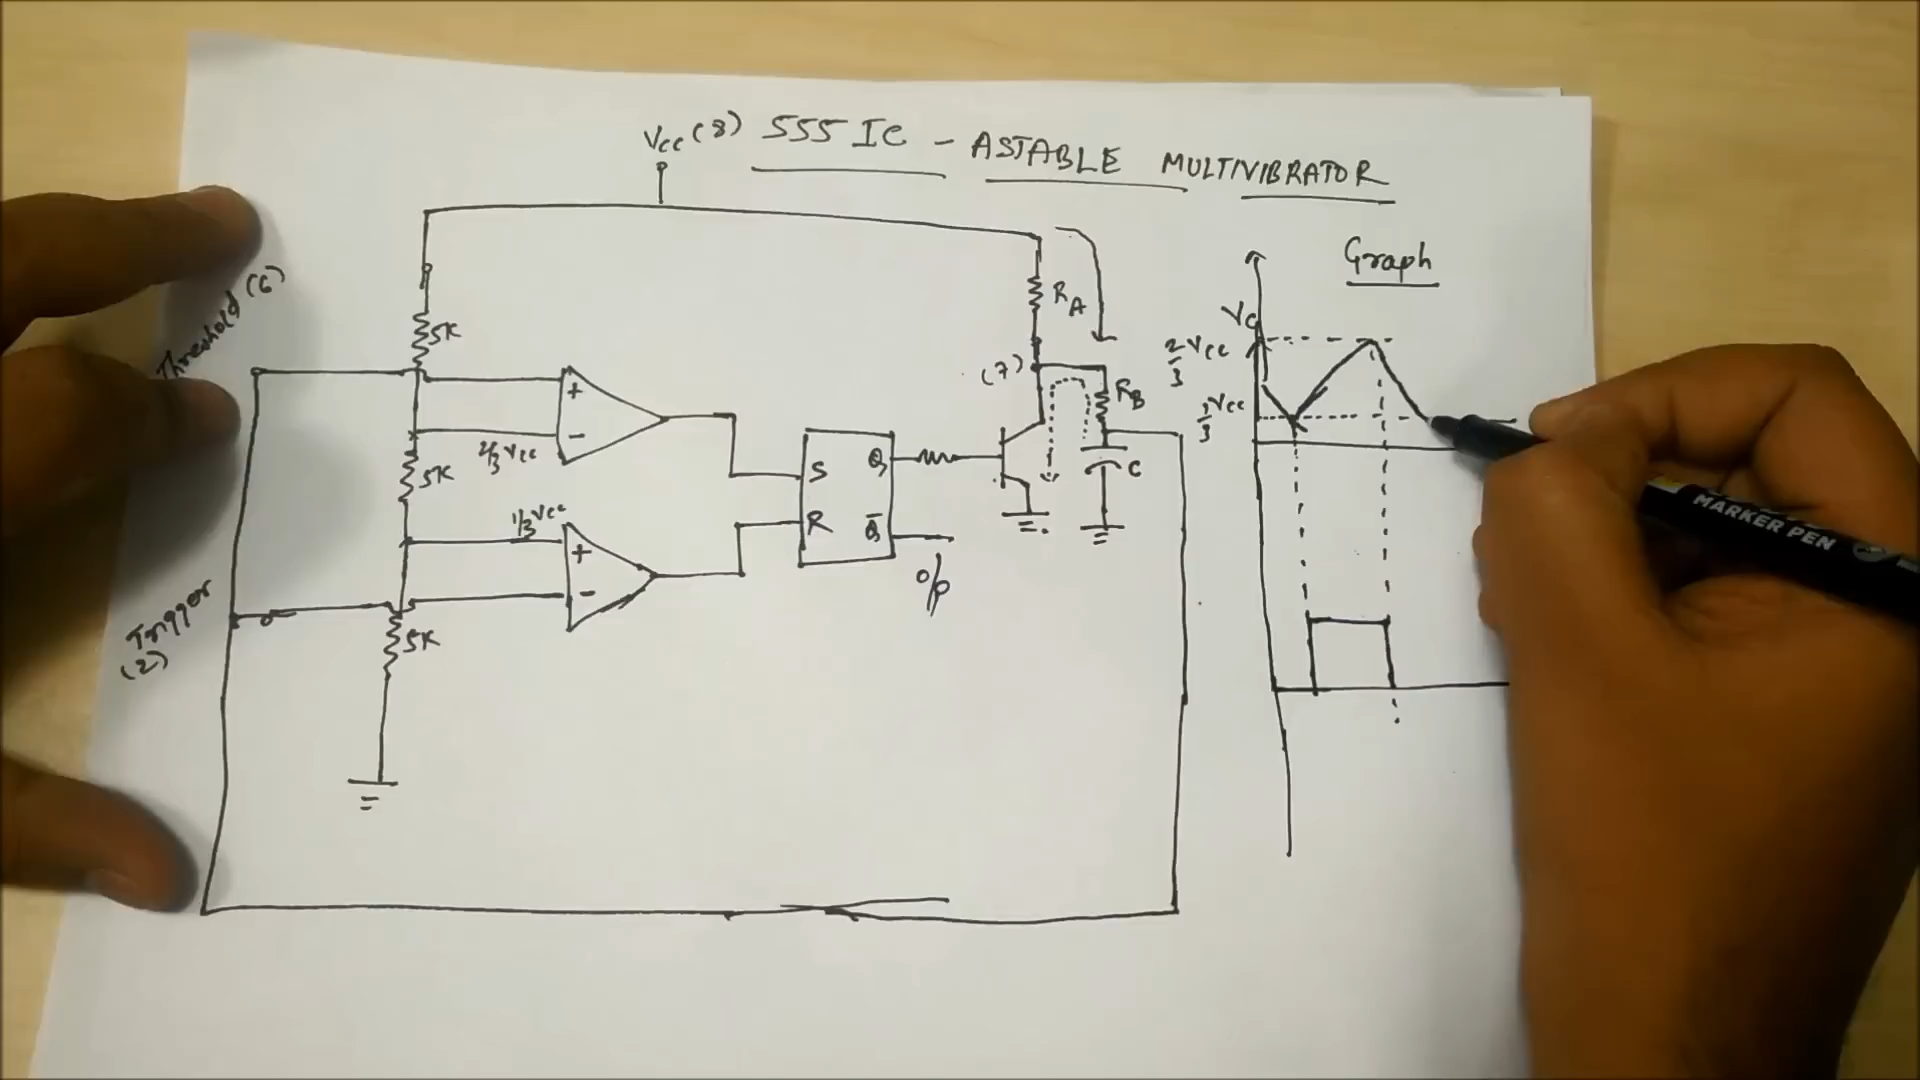 Vcc (8) 555 IC - ASTABLE MULTIVIBRATOR
Graph
Threshold (6)
5K
RA
Vc
2/3 Vcc
(7)
RB
1/3 Vcc
+
-
2/3 Vcc
5K
S
Q
C
1/3 Vcc
R
Q̅
+
-
O/P
MARKER PEN
Trigger
(2)
5K